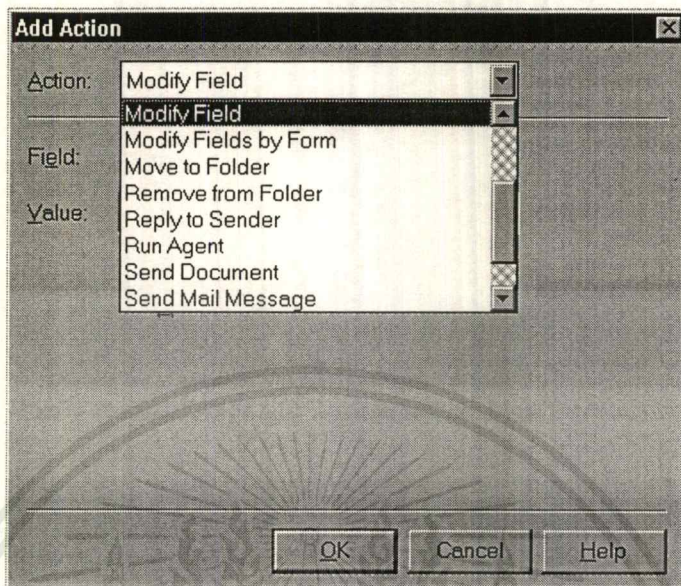 Add Action
Action: Modify Field
Modify Field
Modify Fields by Form
Field: Move to Folder
Remove from Folder
Value: Reply to Sender
Run Agent
Send Document
Send Mail Message
OK Cancel Help